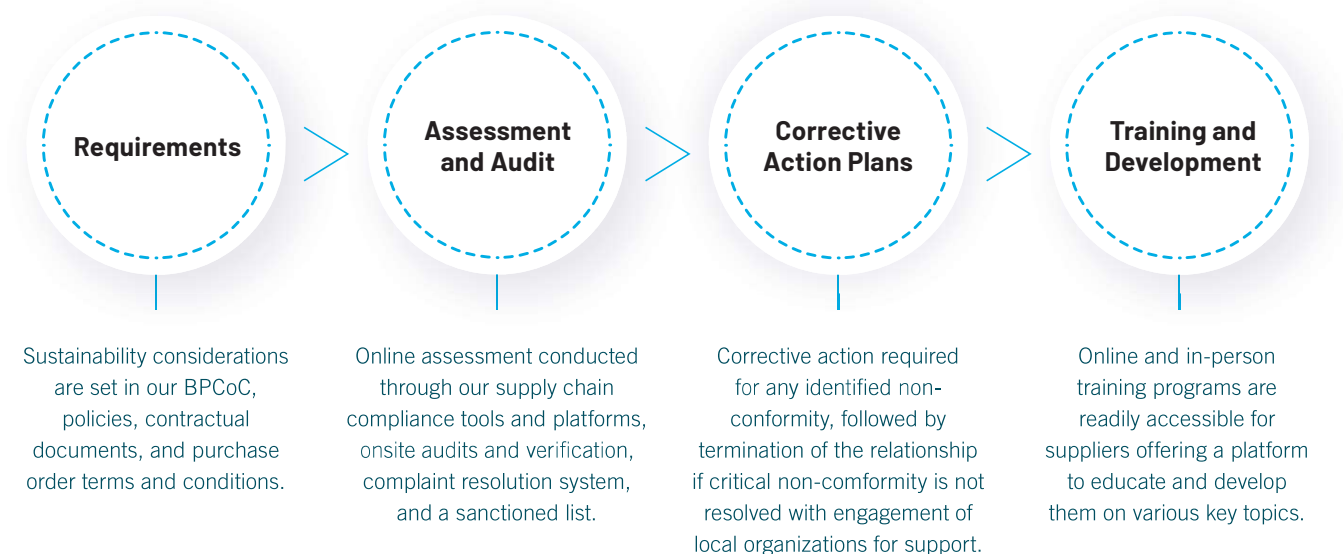 Requirements
Sustainability considerations
are set in our BPCoC,
policies, contractual
documents, and purchase
order terms and conditions.
Assessment
and Audit
Online assessment conducted
through our supply chain
compliance tools and platforms,
onsite audits and verification,
complaint resolution system,
and a sanctioned list.
Corrective
Action Plans
Corrective action required
for any identified non-
conformity, followed by
termination of the relationship
if critical non-comformity is not
resolved with engagement of
local organizations for support.
Training and
Development
Online and in-person
training programs are
readily accessible for
suppliers offering a platform
to educate and develop
them on various key topics.